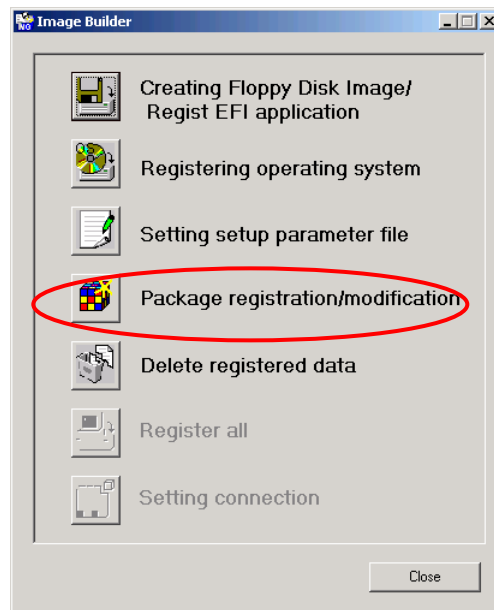 Image Builder
Creating Floppy Disk Image/
Regist EFI application
Registering operating system
Setting setup parameter file
Package registration/modification
Delete registered data
Register all
Setting connection
Close